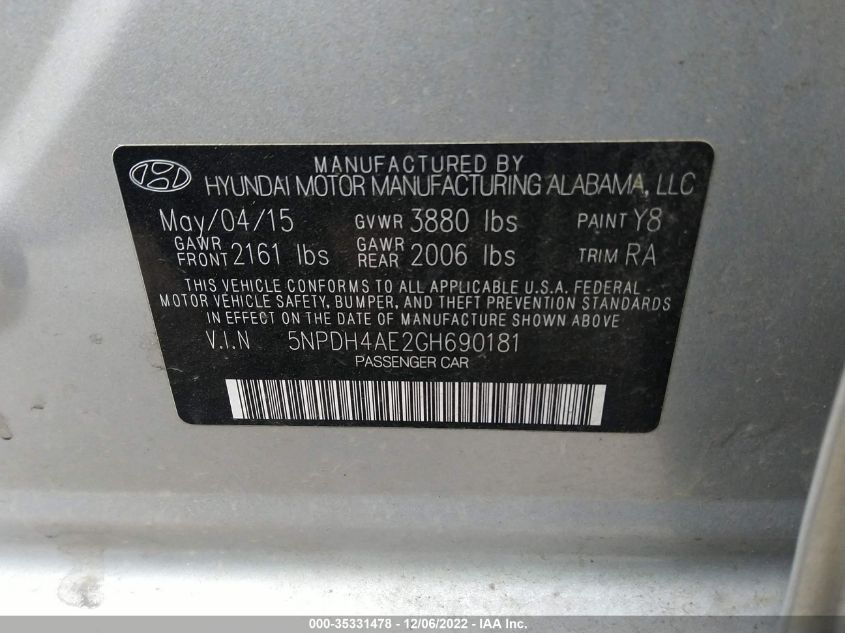 MANUFACTURED BY
HYUNDAI MOTOR MANUFACTURING ALABAMA, LLC
May/04/15 GVWR 3880 lbs PAINT Y8
GAWR FRONT 2161 lbs GAWR REAR 2006 lbs TRIM RA
THIS VEHICLE CONFORMS TO ALL APPLICABLE U.S.A. FEDERAL
MOTOR VEHICLE SAFETY, BUMPER, AND THEFT PREVENTION STANDARDS
IN EFFECT ON THE DATE OF MANUFACTURE SHOWN ABOVE
V.I.N 5NPDH4AE2GH690181
PASSENGER CAR
000-35331478 - 12/06/2022 - IAA Inc.